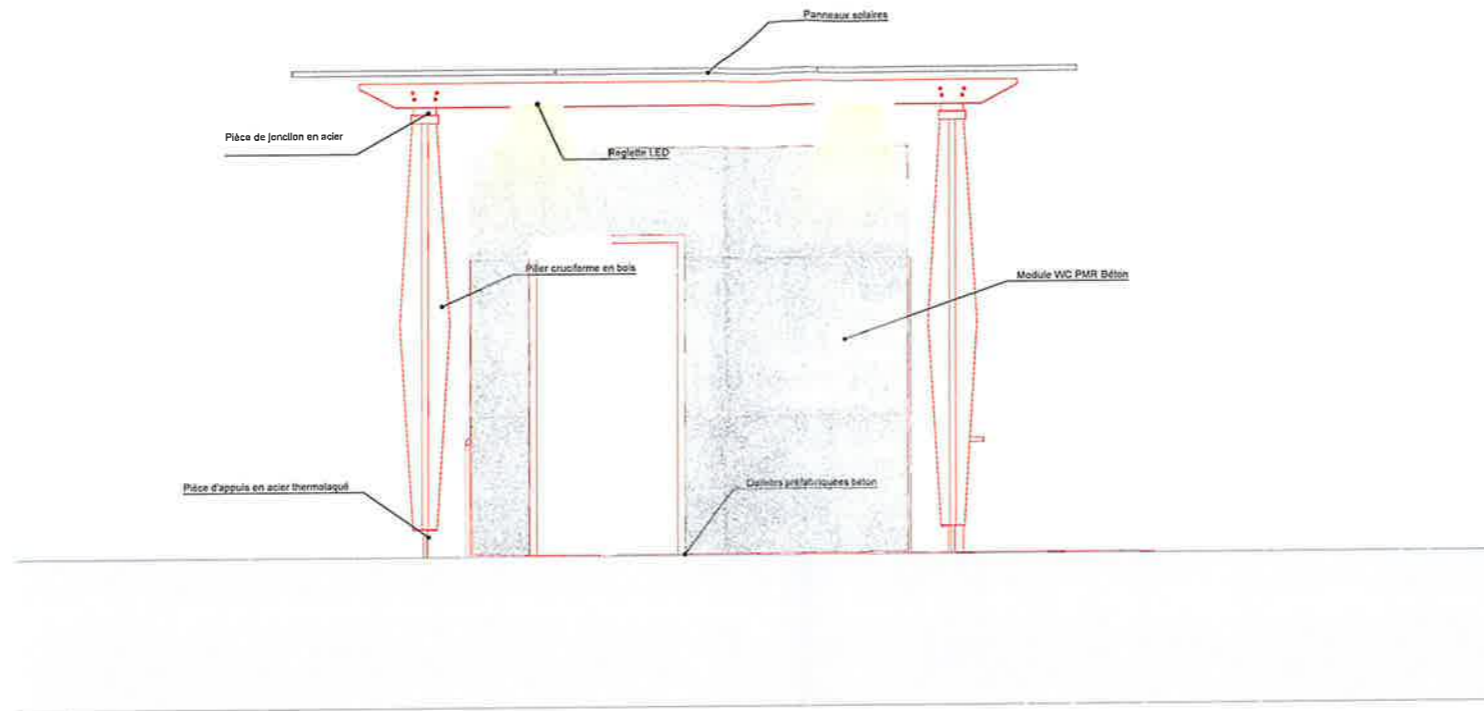 Panneaux solaires
Pièce de jonction en acier
Reglette LED
Pilier cruciforme en bois
Module WC PMR Béton
Pièce d'appuis en acier thermolaqué
Dallettes préfabriquées béton